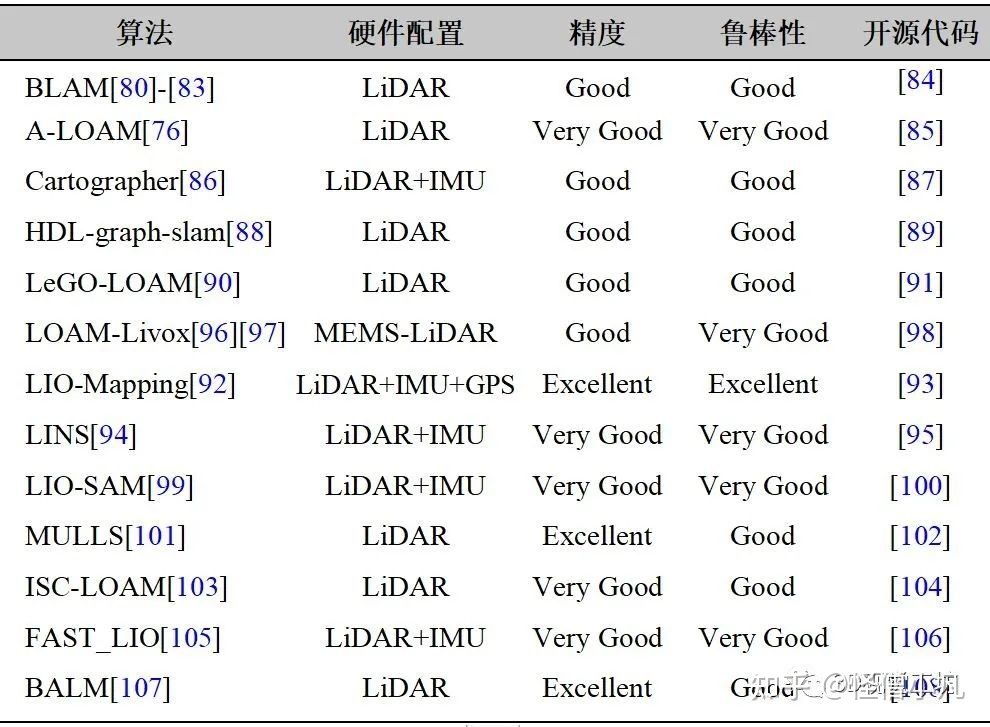 算法 硬件配置 精度 鲁棒性 开源代码
BLAM[80]-[83] LiDAR Good Good [84]
A-LOAM[76] LiDAR Very Good Very Good [85]
Cartographer[86] LiDAR+IMU Good Good [87]
HDL-graph-slam[88] LiDAR Good Good [89]
LeGO-LOAM[90] LiDAR Good Good [91]
LOAM-Livox[96][97] MEMS-LiDAR Good Very Good [98]
LIO-Mapping[92] LiDAR+IMU+GPS Excellent Excellent [93]
LINS[94] LiDAR+IMU Very Good Very Good [95]
LIO-SAM[99] LiDAR+IMU Very Good Very Good [100]
MULLS[101] LiDAR Excellent Good [102]
ISC-LOAM[103] LiDAR Very Good Good [104]
FAST_LIO[105] LiDAR+IMU Very Good Very Good [106]
BALM[107] LiDAR Excellent Good
知乎